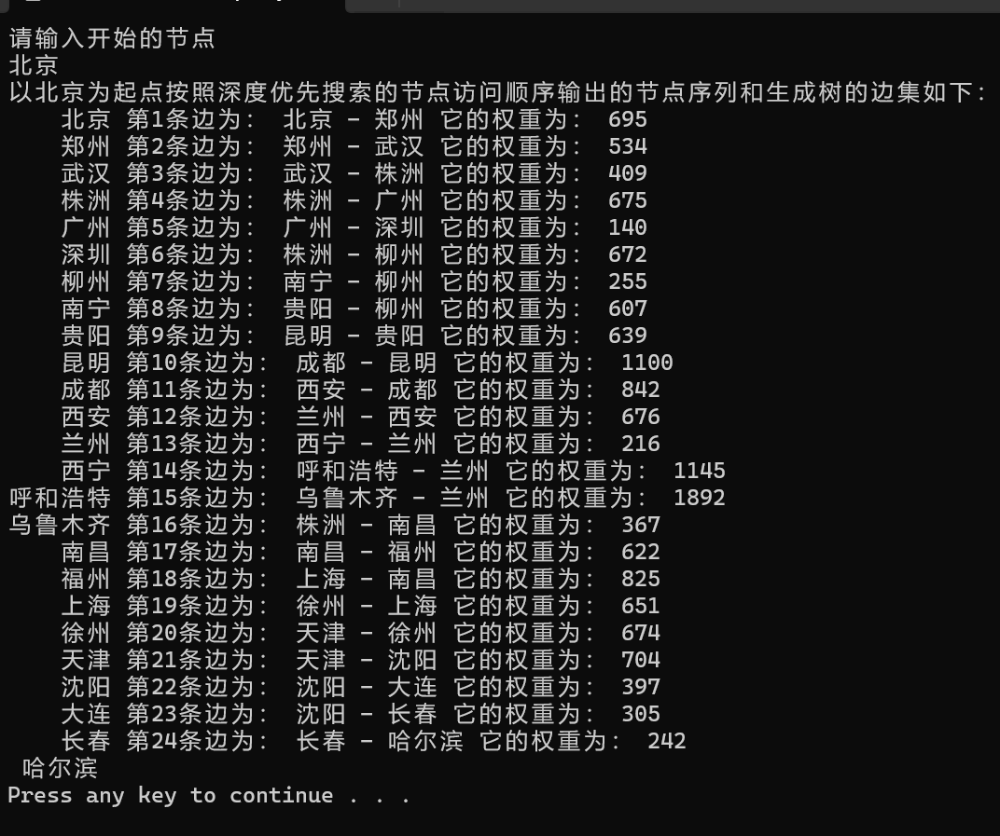 请输入开始的节点
北京
以北京为起点按照深度优先搜索的节点访问顺序输出的节点序列和生成树的边集如下:
北京 第1条边为: 北京 - 郑州 它的权重为: 695
郑州 第2条边为: 郑州 - 武汉 它的权重为: 534
武汉 第3条边为: 武汉 - 株洲 它的权重为: 409
株洲 第4条边为: 株洲 - 广州 它的权重为: 675
广州 第5条边为: 广州 - 深圳 它的权重为: 140
深圳 第6条边为: 株洲 - 柳州 它的权重为: 672
柳州 第7条边为: 南宁 - 柳州 它的权重为: 255
南宁 第8条边为: 贵阳 - 柳州 它的权重为: 607
贵阳 第9条边为: 昆明 - 贵阳 它的权重为: 639
昆明 第10条边为: 成都 - 昆明 它的权重为: 1100
成都 第11条边为: 西安 - 成都 它的权重为: 842
西安 第12条边为: 兰州 - 西安 它的权重为: 676
兰州 第13条边为: 西宁 - 兰州 它的权重为: 216
西宁 第14条边为: 呼和浩特 - 兰州 它的权重为: 1145
呼和浩特 第15条边为: 乌鲁木齐 - 兰州 它的权重为: 1892
乌鲁木齐 第16条边为: 株洲 - 南昌 它的权重为: 367
南昌 第17条边为: 南昌 - 福州 它的权重为: 622
福州 第18条边为: 上海 - 南昌 它的权重为: 825
上海 第19条边为: 徐州 - 上海 它的权重为: 651
徐州 第20条边为: 天津 - 徐州 它的权重为: 674
天津 第21条边为: 天津 - 沈阳 它的权重为: 704
沈阳 第22条边为: 沈阳 - 大连 它的权重为: 397
大连 第23条边为: 沈阳 - 长春 它的权重为: 305
长春 第24条边为: 长春 - 哈尔滨 它的权重为: 242
哈尔滨
Press any key to continue . . .